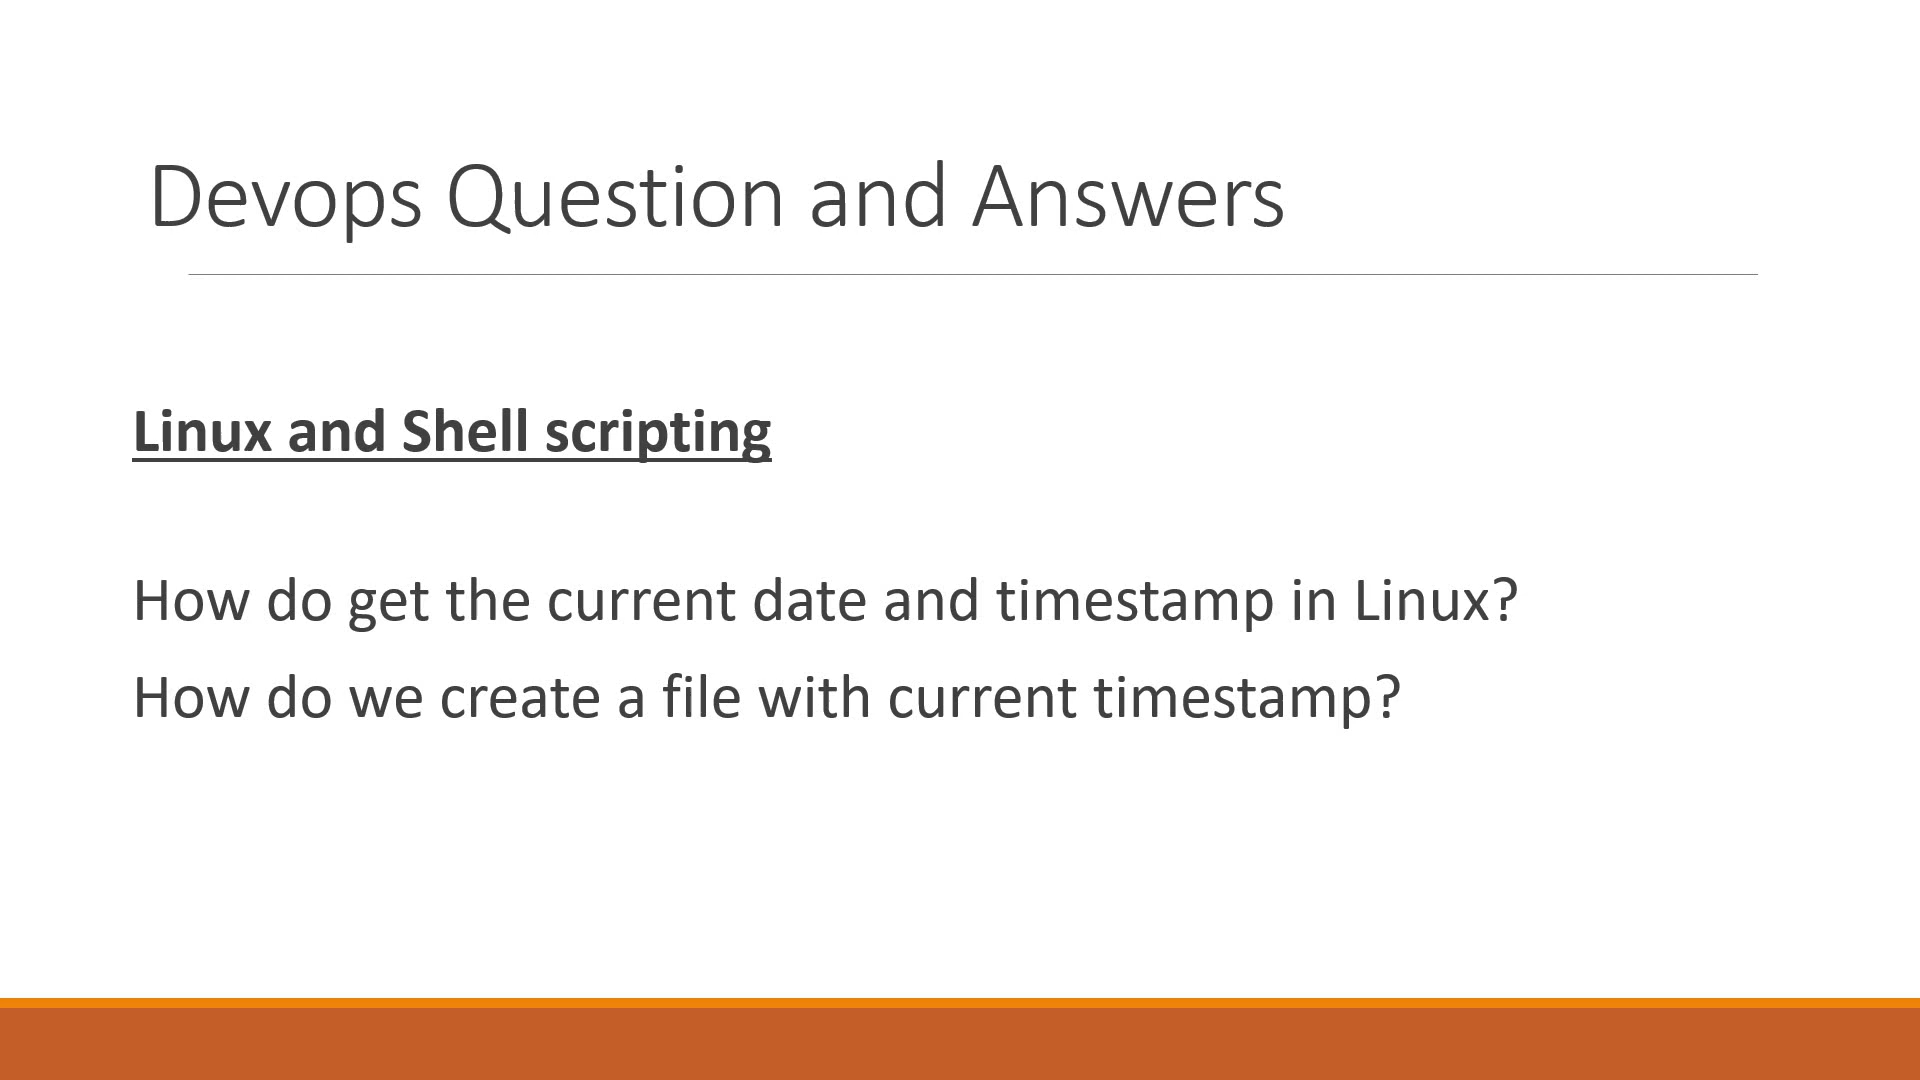 Devops Question and Answers
Linux and Shell scripting
How do get the current date and timestamp in Linux?
How do we create a file with current timestamp?